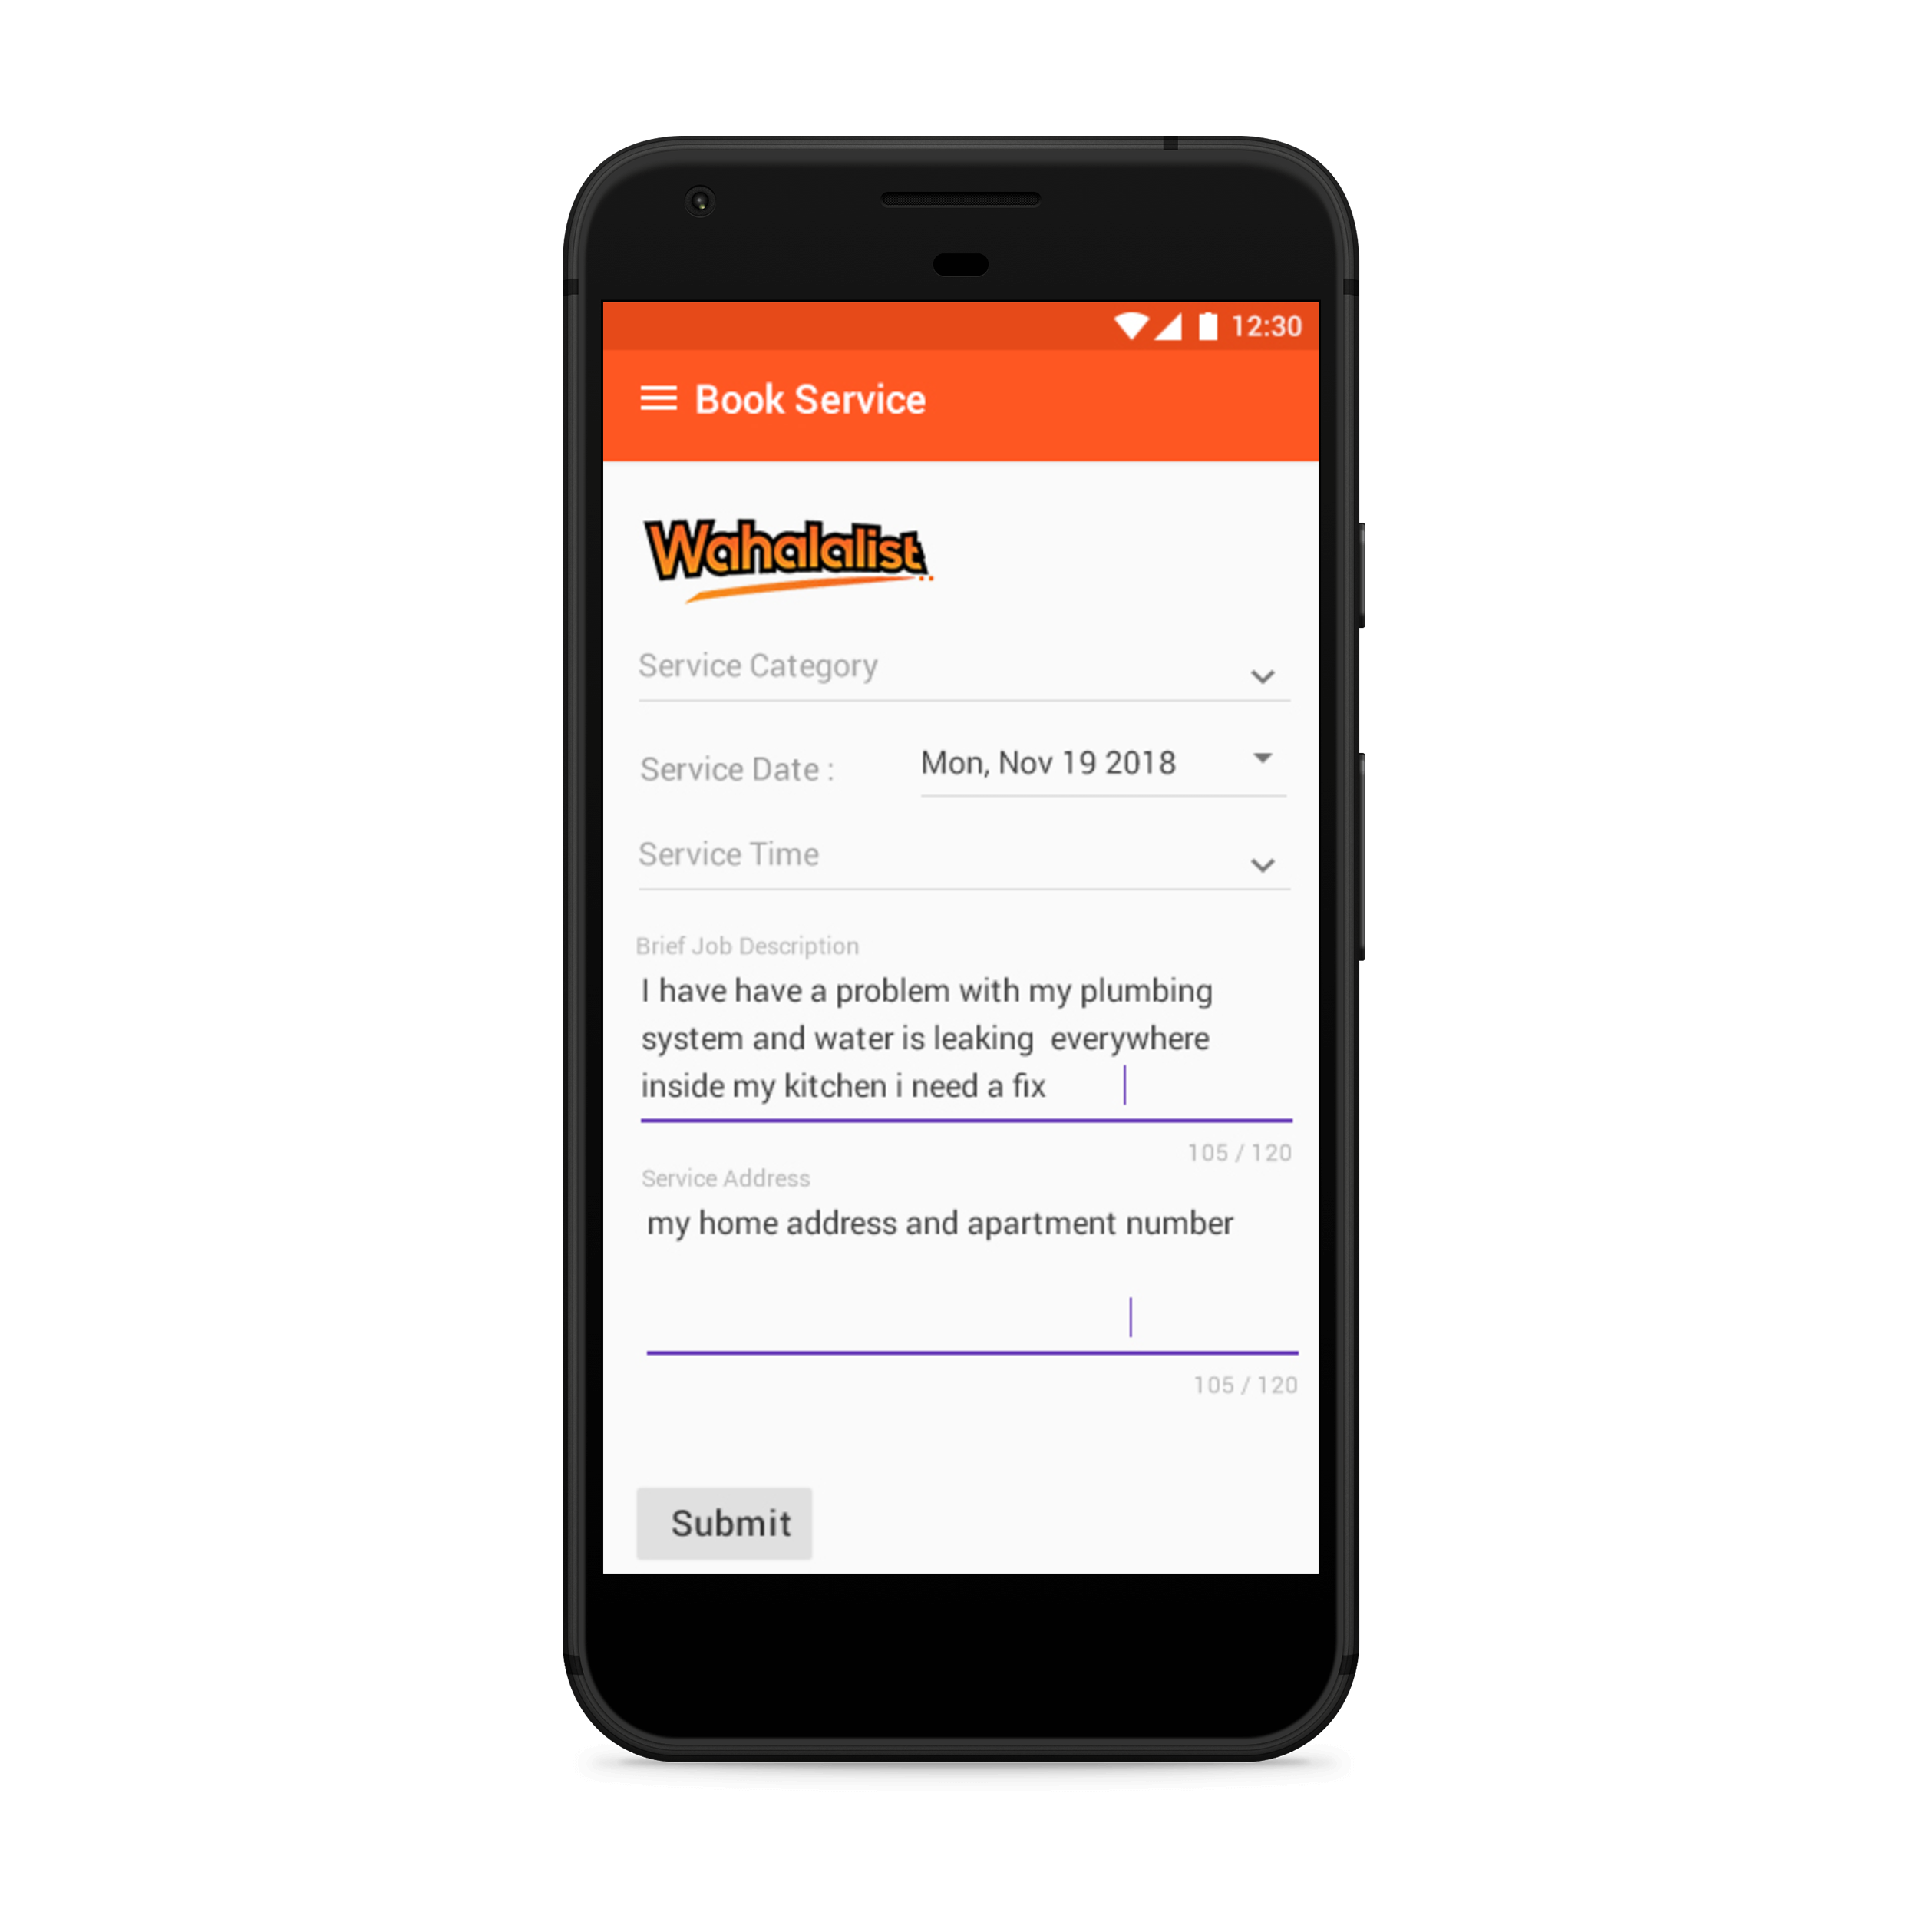 12:30
Book Service
Wahalalist
Service Category
Service Date :
Mon, Nov 19 2018
Service Time
Brief Job Description
I have have a problem with my plumbing
system and water is leaking  everywhere
inside my kitchen i need a fix
105 / 120
Service Address
my home address and apartment number
105 / 120
Submit